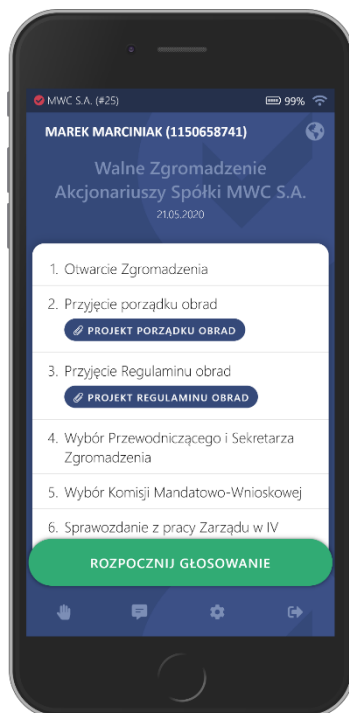 MWC S.A. (#25) 99%
MAREK MARCINIAK (1150658741)
Walne Zgromadzenie
Akcjonariuszy Spółki MWC S.A.
21.05.2020
1. Otwarcie Zgromadzenia
2. Przyjęcie porządku obrad
PROJEKT PORZĄDKU OBRAD
3. Przyjęcie Regulaminu obrad
PROJEKT REGULAMINU OBRAD
4. Wybór Przewodniczącego i Sekretarza
Zgromadzenia
5. Wybór Komisji Mandatowo-Wnioskowej
6. Sprawozdanie z pracy Zarządu w IV
ROZPOCZNIJ GŁOSOWANIE